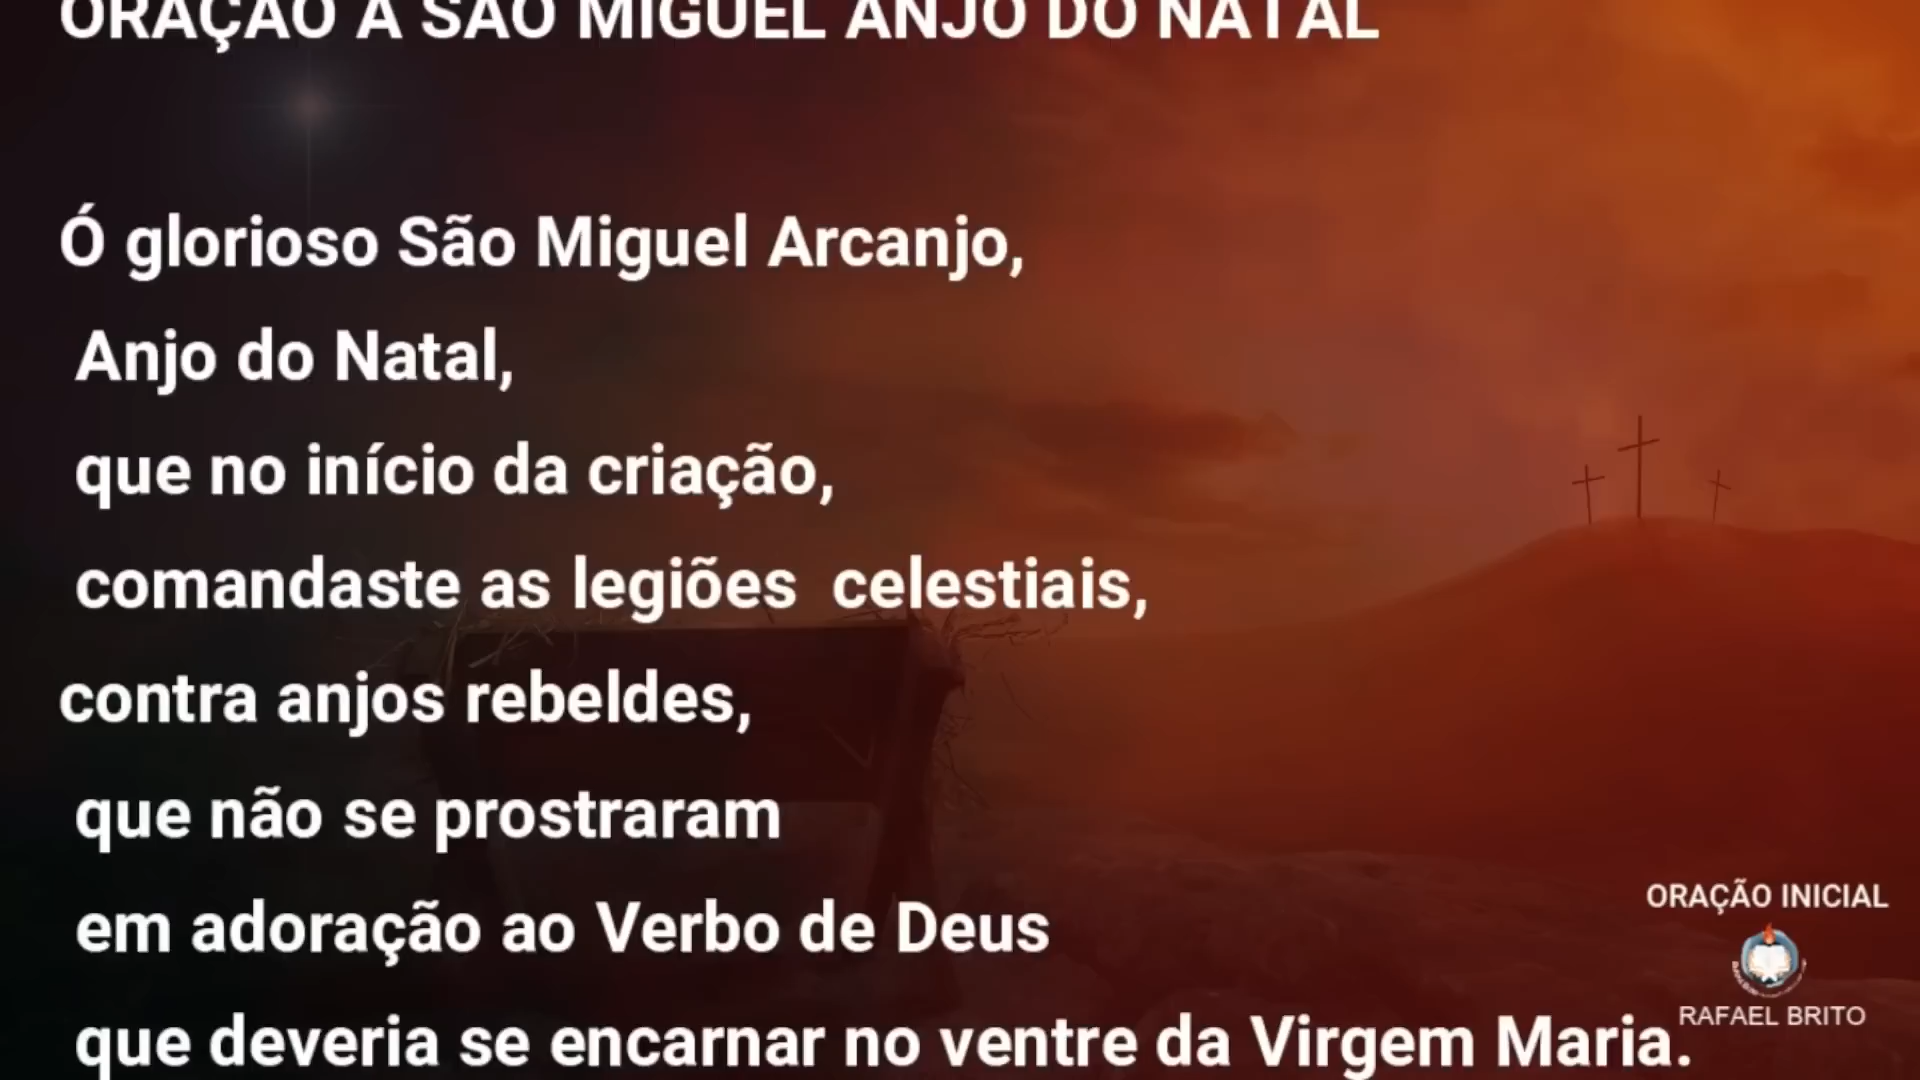 ORAÇÃO A SÃO MIGUEL ANJO DO NATAL
Ó glorioso São Miguel Arcanjo,
Anjo do Natal,
que no início da criação,
comandaste as legiões celestiais,
contra anjos rebeldes,
que não se prostraram
em adoração ao Verbo de Deus
que deveria se encarnar no ventre da Virgem Maria.
ORAÇÃO INICIAL
RAFAEL BRITO